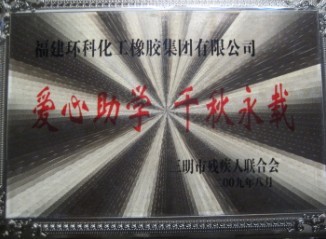 福建环科化工橡胶集团有限公司
爱心助学 千秋永载
三明市残疾人联合会
二00九年八月